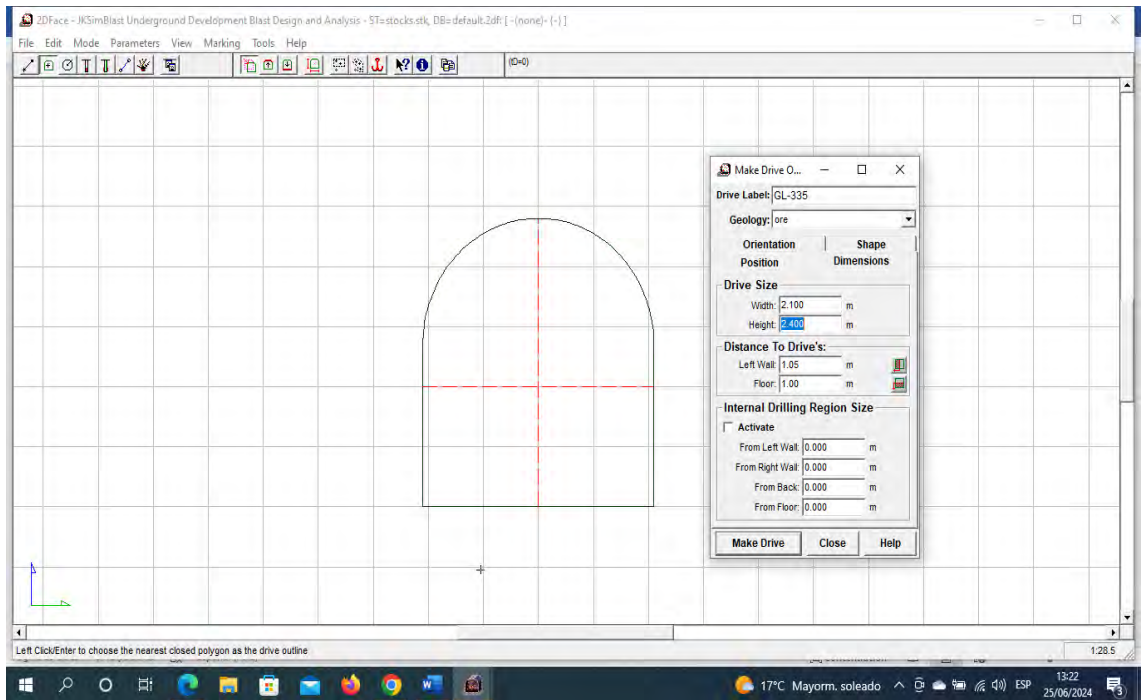 2DFace - JKSimBlast Underground Development Blast Design and Analysis - ST=stocks.stk, DB=default.2df: [ -(none)- (-) ]
File Edit Mode Parameters View Marking Tools Help
(D=0)
Make Drive O...
Drive Label: GL-335
Geology: ore
Orientation Shape
Position Dimensions
Drive Size
Width: 2.100 m
Height: 2.400 m
Distance To Drive's:
Left Wall: 1.05 m
Floor: 1.00 m
Internal Drilling Region Size
Activate
From Left Wall: 0.000 m
From Right Wall: 0.000 m
From Back: 0.000 m
From Floor: 0.000 m
Make Drive Close Help
Left Click/Enter to choose the nearest closed polygon as the drive outline
1:28.5
17°C Mayorm. soleado
ESP
13:22
25/06/2024